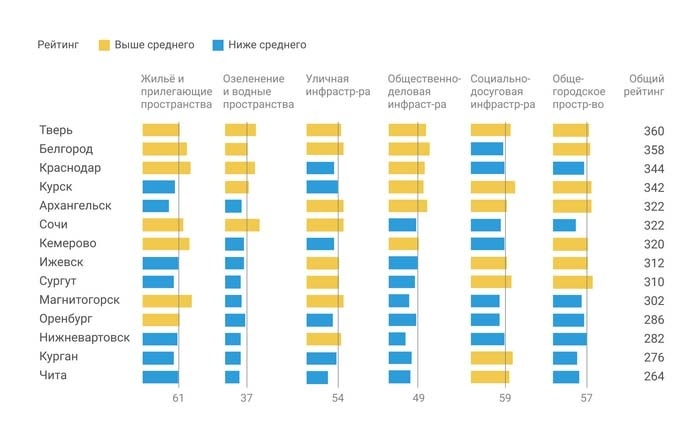 Рейтинг Выше среднего Ниже среднего
Жильё и прилегающие пространства
Озеленение и водные пространства
Уличная инфрастр-ра
Общественно-деловая инфраст-ра
Социально-досуговая инфрастр-ра
Обще-городское простр-во
Общий рейтинг
Тверь 360
Белгород 358
Краснодар 344
Курск 342
Архангельск 322
Сочи 322
Кемерово 320
Ижевск 312
Сургут 310
Магнитогорск 302
Оренбург 286
Нижневартовск 282
Курган 276
Чита 264
61 37 54 49 59 57